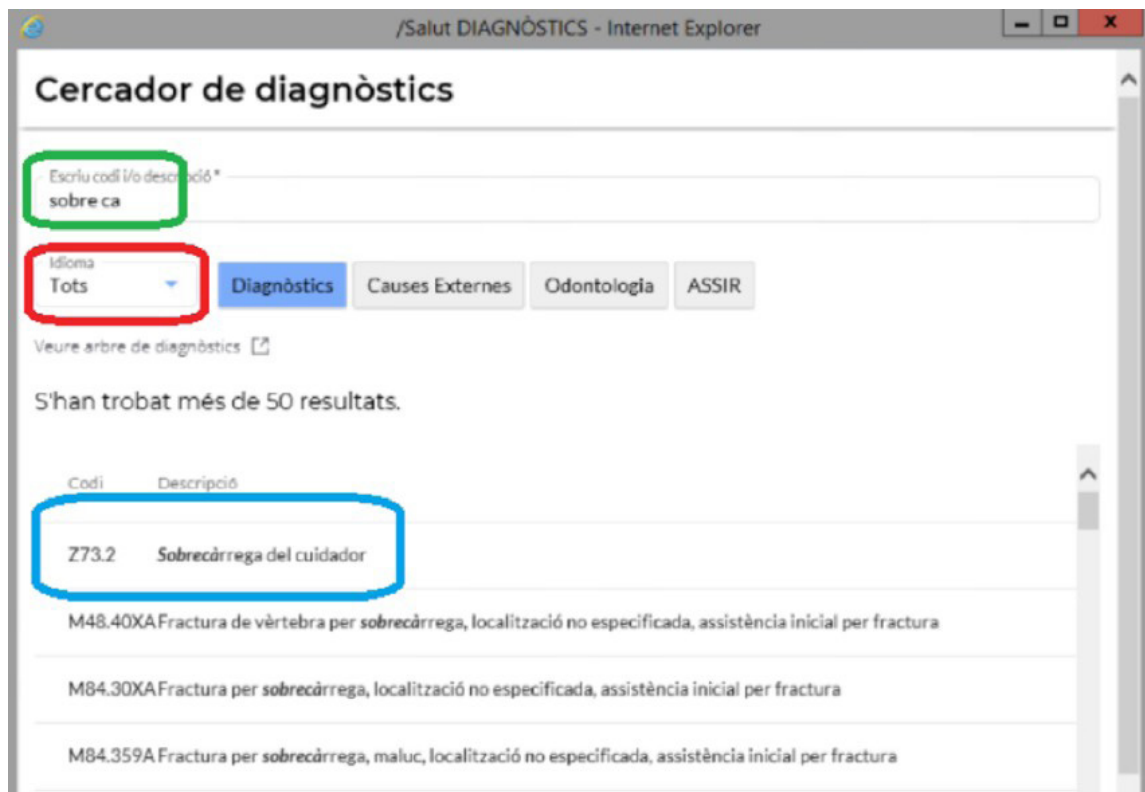 /Salut DIAGNÒSTICS - Internet Explorer
Cercador de diagnòstics
Escriu codi i/o descripció *
sobre ca
Idioma
Tots
Diagnòstics Causes Externes Odontologia ASSIR
Veure arbre de diagnòstics
S'han trobat més de 50 resultats.
Codi Descripció
Z73.2 Sobrecàrrega del cuidador
M48.40XA Fractura de vèrtebra per sobrecàrrega, localització no especificada, assistència inicial per fractura
M84.30XA Fractura per sobrecàrrega, localització no especificada, assistència inicial per fractura
M84.359A Fractura per sobrecàrrega, maluc, localització no especificada, assistència inicial per fractura